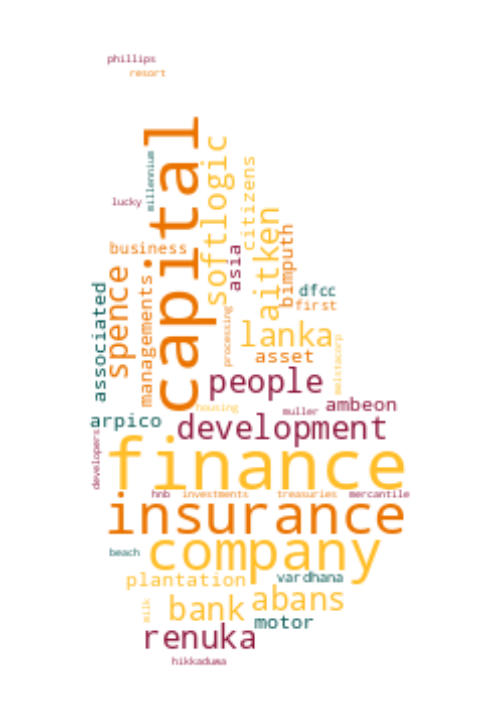 phillips
resort
capital
softlogic
millennium
citizens
lucky
aitken
bimputh
business
asia
spence
managements
associated
dfcc
first
processing
lanka
melstacorp
asset
people
ambeon
housing
muller
arpico
development
developers
finance
hnb
investments
treasuries
mercantile
insurance
company
beach
plantation
vardhana
abans
bank
milk
motor
renuka
hikkaduwa